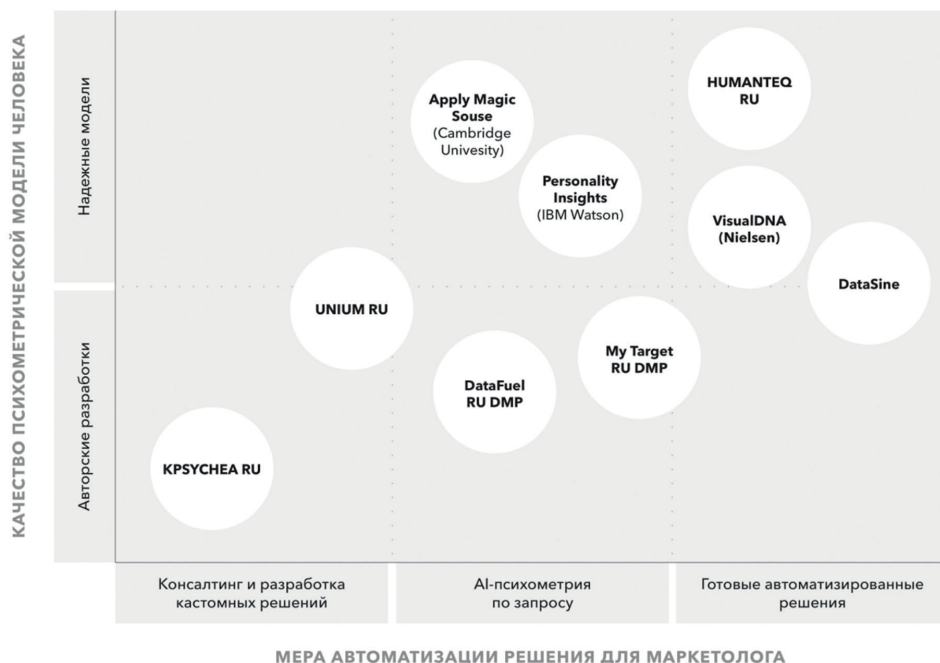 КАЧЕСТВО ПСИХОМЕТРИЧЕСКОЙ МОДЕЛИ ЧЕЛОВЕКА
Надежные модели
Авторские разработки
Apply Magic
Souse
(Cambridge
Univesity)
Personality
Insights
(IBM Watson)
HUMANTEQ
RU
VisualDNA
(Nielsen)
DataSine
UNIUM RU
My Target
RU DMP
DataFuel
RU DMP
KPSYCHEA RU
Консалтинг и разработка
кастомных решений
AI-психометрия
по запросу
Готовые автоматизированные
решения
МЕРА АВТОМАТИЗАЦИИ РЕШЕНИЯ ДЛЯ МАРКЕТОЛОГА